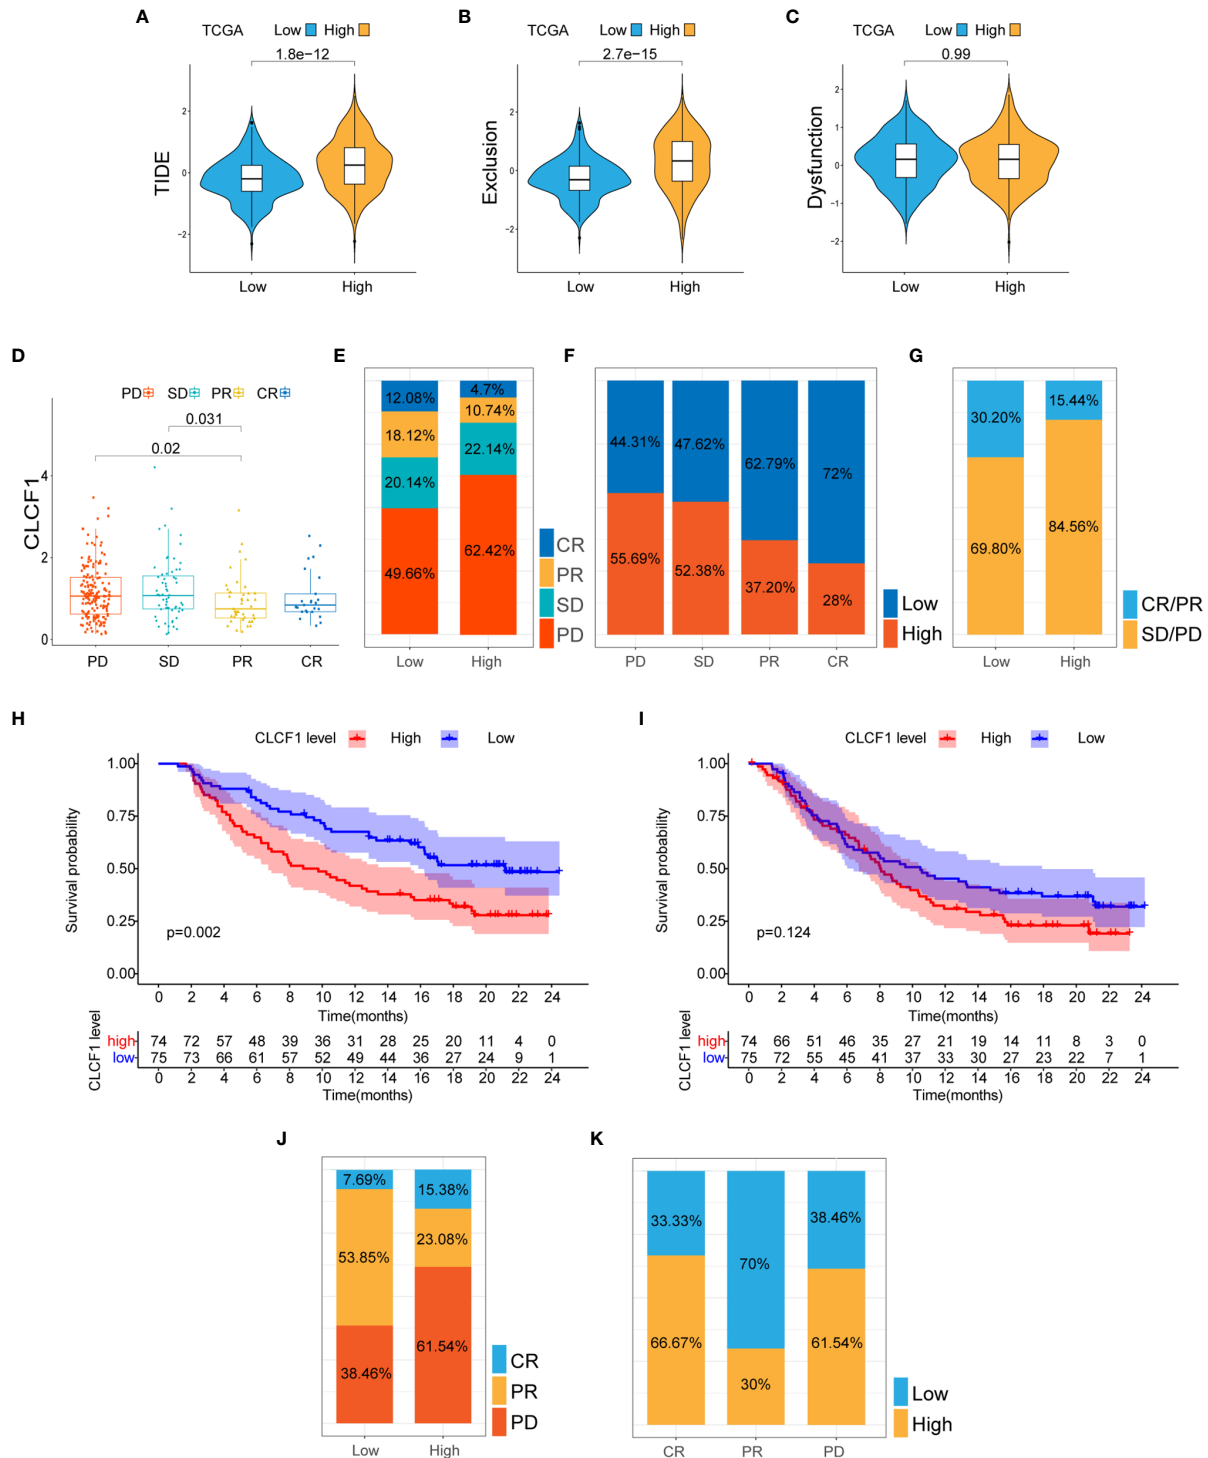 A
B
C
TCGA Low High
TCGA Low High
TCGA Low High
1.8e−12
2.7e−15
0.99
TIDE
2
0
−2
Low High
Exclusion
2
0
−2
Low High
Dysfunction
2
1
0
−1
−2
Low High
D
E
F
G
PD SD PR CR
0.031
0.02
CLCF1
4
2
0
PD SD PR CR
12.08%
18.12%
20.14%
49.66%
4.7%
10.74%
22.14%
62.42%
Low High
CR
PR
SD
PD
44.31%
55.69%
47.62%
52.38%
62.79%
37.20%
72%
28%
PD SD PR CR
Low
High
30.20%
69.80%
15.44%
84.56%
Low High
CR/PR
SD/PD
H
CLCF1 level High Low
Survival probability
1.00
0.75
0.50
0.25
0.00
p=0.002
0 2 4 6 8 10 12 14 16 18 20 22 24
Time(months)
CLCF1 level
high 74 72 57 48 39 36 31 28 25 20 11 4 0
low 75 73 66 61 57 52 49 44 36 27 24 9 1
0 2 4 6 8 10 12 14 16 18 20 22 24
Time(months)
I
CLCF1 level High Low
Survival probability
1.00
0.75
0.50
0.25
0.00
p=0.124
0 2 4 6 8 10 12 14 16 18 20 22 24
Time(months)
CLCF1 level
high 74 66 51 46 35 27 21 19 14 11 8 3 0
low 75 72 55 45 41 37 33 30 27 23 22 7 1
0 2 4 6 8 10 12 14 16 18 20 22 24
Time(months)
J
7.69%
53.85%
38.46%
15.38%
23.08%
61.54%
Low High
CR
PR
PD
K
33.33%
66.67%
70%
30%
38.46%
61.54%
CR PR PD
Low
High